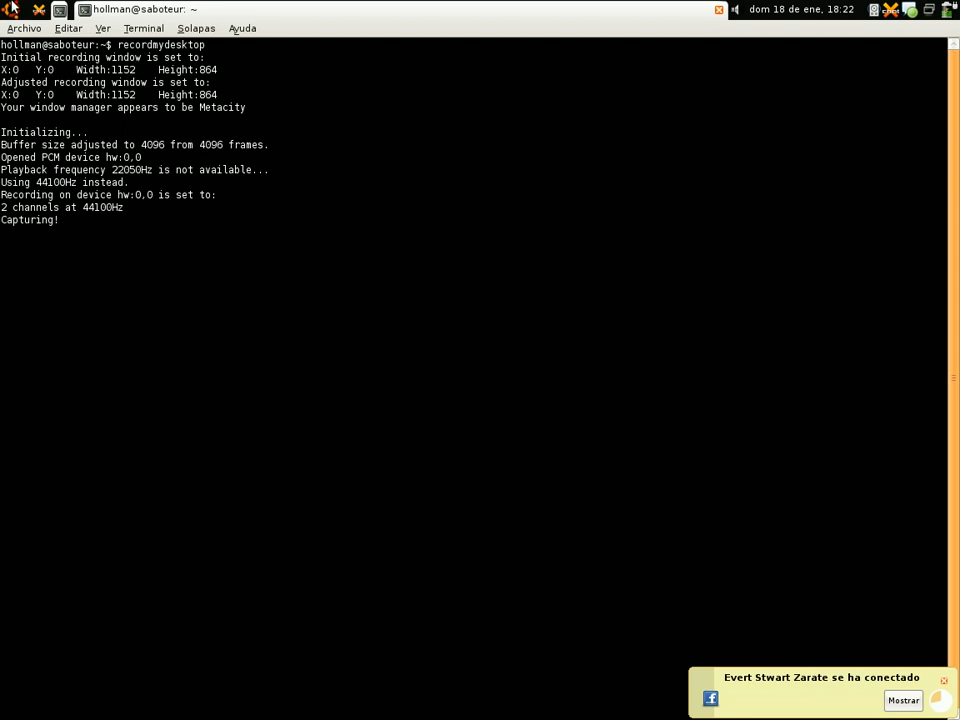 hollman@saboteur: ~
dom 18 de ene, 18:22
Archivo Editar Ver Terminal Solapas Ayuda
hollman@saboteur:~$ recordmydesktop
Initial recording window is set to:
X:0 Y:0 Width:1152 Height:864
Adjusted recording window is set to:
X:0 Y:0 Width:1152 Height:864
Your window manager appears to be Metacity
Initializing...
Buffer size adjusted to 4096 from 4096 frames.
Opened PCM device hw:0,0
Playback frequency 22050Hz is not available...
Using 44100Hz instead.
Recording on device hw:0,0 is set to:
2 channels at 44100Hz
Capturing!
Evert Stwart Zarate se ha conectado
Mostrar